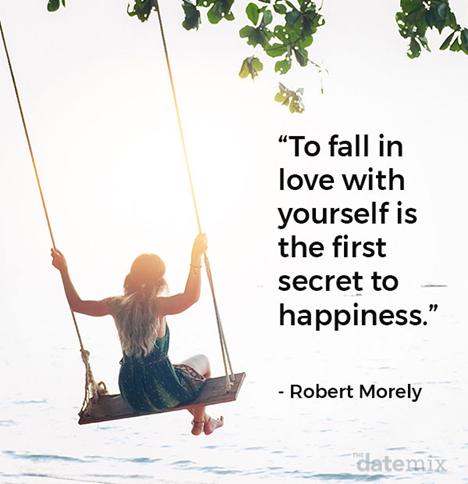 “To fall in
love with
yourself is
the first
secret to
happiness.”
- Robert Morely
THE
datemix